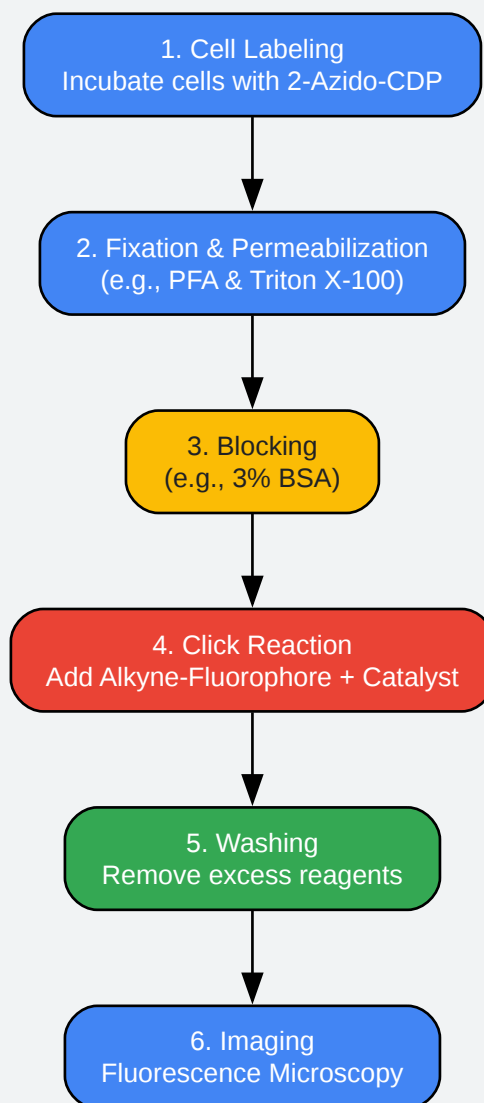 1. Cell Labeling
Incubate cells with 2-Azido-CDP
2. Fixation & Permeabilization
(e.g., PFA & Triton X-100)
3. Blocking
(e.g., 3% BSA)
4. Click Reaction
Add Alkyne-Fluorophore + Catalyst
5. Washing
Remove excess reagents
6. Imaging
Fluorescence Microscopy